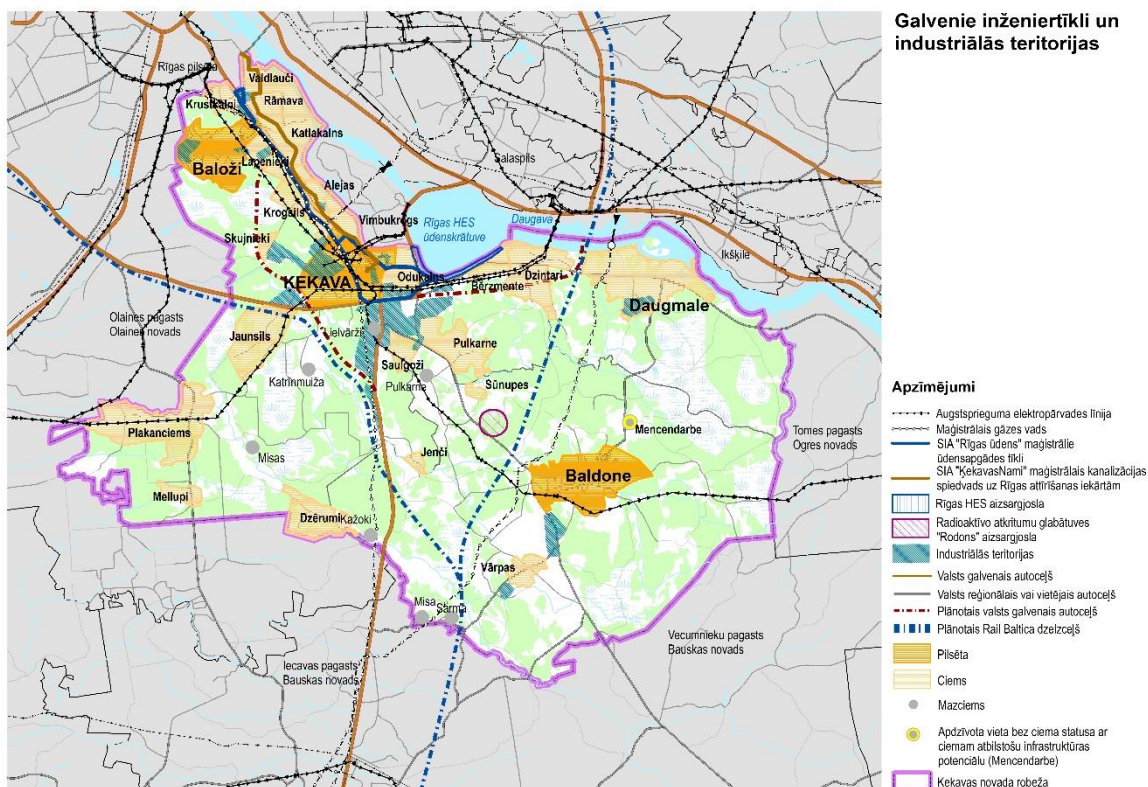 Galvenie inženiertīkli un
industriālās teritorijas
Rīgas pilsēta
Valdlauči
Krustkalni
Rāmava
Katlakalns
Lapenieki
Baloži
Salaspils
Alejas
Krogsils
Vimbukrogs
Rīgas HES
ūdenskrātuve
Daugava
Skujnieki
Ikšķile
ĶEKAVA
Odukalns
Dzintari
Bērzmente
Daugmale
Olaines pagasts
Olaines novads
Lielvārži
Jaunsils
Pulkarne
Saulgoži
Katrīnmuiža
Pulkarne
Sūnupes
Plakanciems
Mencendarbe
Tomes pagasts
Ogres novads
Misas
Jenči
Baldone
Mellupi
Dzērumi
Kažoki
Vārpas
Misa
Sarma
Vecumnieku pagasts
Bauskas novads
Iecavas pagasts
Bauskas novads
Apzīmējumi
Augstsprieguma elektropārvades līnija
Maģistrālais gāzes vads
SIA "Rīgas ūdens" maģistrālie
ūdensapgādes tīkli
SIA "ĶekavasNami" maģistrālais kanalizācijas
spiedvads uz Rīgas attīrīšanas iekārtām
Rīgas HES aizsargjosla
Radioaktīvo atkritumu glabātuves
"Radons" aizsargjosla
Industriālās teritorijas
Valsts galvenais autoceļš
Valsts reģionālais vai vietējais autoceļš
Plānotais valsts galvenais autoceļš
Plānotais Rail Baltica dzelzceļš
Pilsēta
Ciems
Mazciems
Apdzīvota vieta bez ciema statusa ar
ciemam atbilstošu infrastruktūras
potenciālu (Mencendarbe)
Ķekavas novada robeža